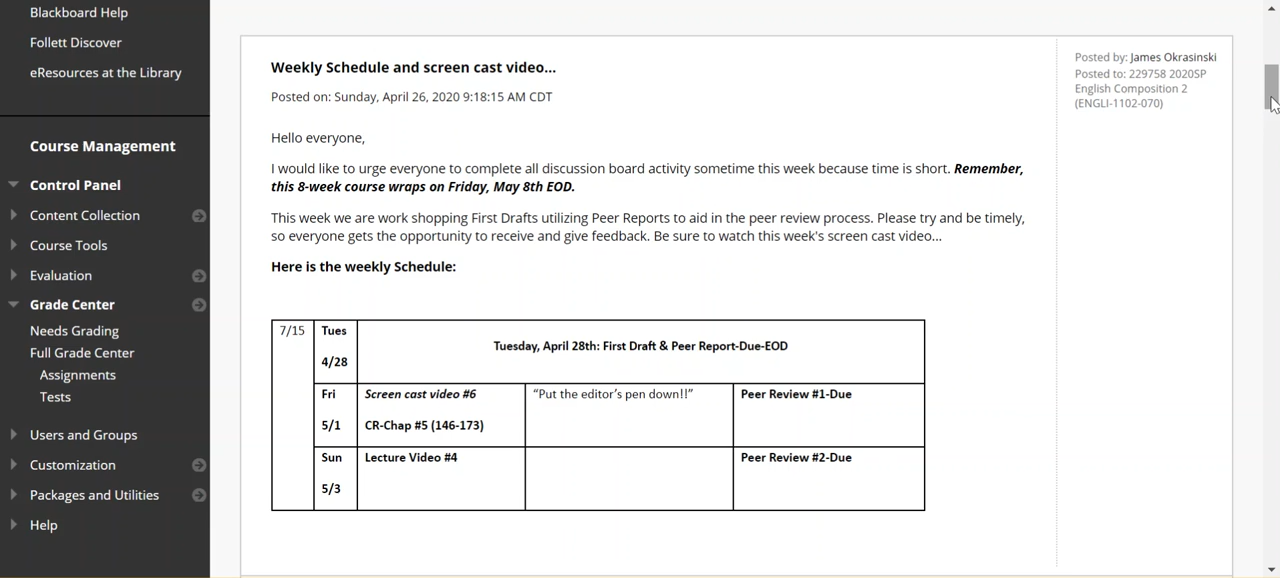 Blackboard Help
Follett Discover
eResources at the Library
Course Management
Control Panel
Content Collection
Course Tools
Evaluation
Grade Center
Needs Grading
Full Grade Center
Assignments
Tests
Users and Groups
Customization
Packages and Utilities
Help
Weekly Schedule and screen cast video...
Posted on: Sunday, April 26, 2020 9:18:15 AM CDT
Hello everyone,
I would like to urge everyone to complete all discussion board activity sometime this week because time is short. Remember,
this 8-week course wraps on Friday, May 8th EOD.
This week we are work shopping First Drafts utilizing Peer Reports to aid in the peer review process. Please try and be timely,
so everyone gets the opportunity to receive and give feedback. Be sure to watch this week's screen cast video...
Here is the weekly Schedule:
7/15 Tues
4/28
Tuesday, April 28th: First Draft & Peer Report-Due-EOD
Fri Screen cast video #6 “Put the editor’s pen down!!” Peer Review #1-Due
5/1 CR-Chap #5 (146-173)
Sun Lecture Video #4 Peer Review #2-Due
5/3
Posted by: James Okrasinski
Posted to: 229758 2020SP
English Composition 2
(ENGLI-1102-070)